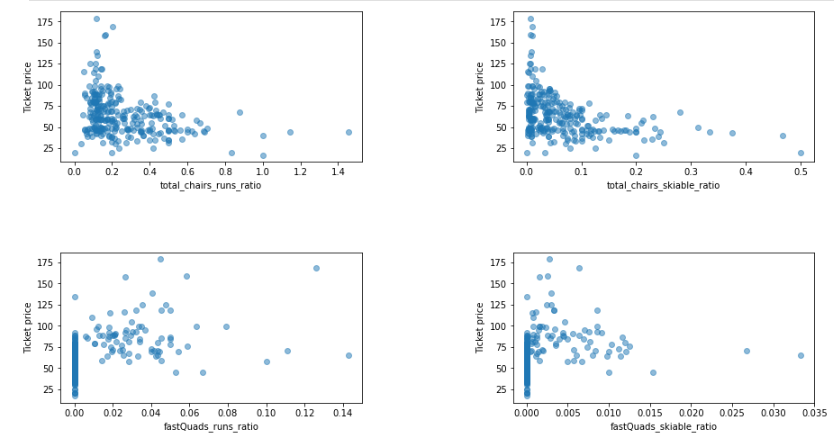 175
150
125
100
75
50
25
Ticket price
0.0 0.2 0.4 0.6 0.8 1.0 1.2 1.4
total_chairs_runs_ratio
175
150
125
100
75
50
25
Ticket price
0.0 0.1 0.2 0.3 0.4 0.5
total_chairs_skiable_ratio
175
150
125
100
75
50
25
Ticket price
0.00 0.02 0.04 0.06 0.08 0.10 0.12 0.14
fastQuads_runs_ratio
175
150
125
100
75
50
25
Ticket price
0.000 0.005 0.010 0.015 0.020 0.025 0.030 0.035
fastQuads_skiable_ratio